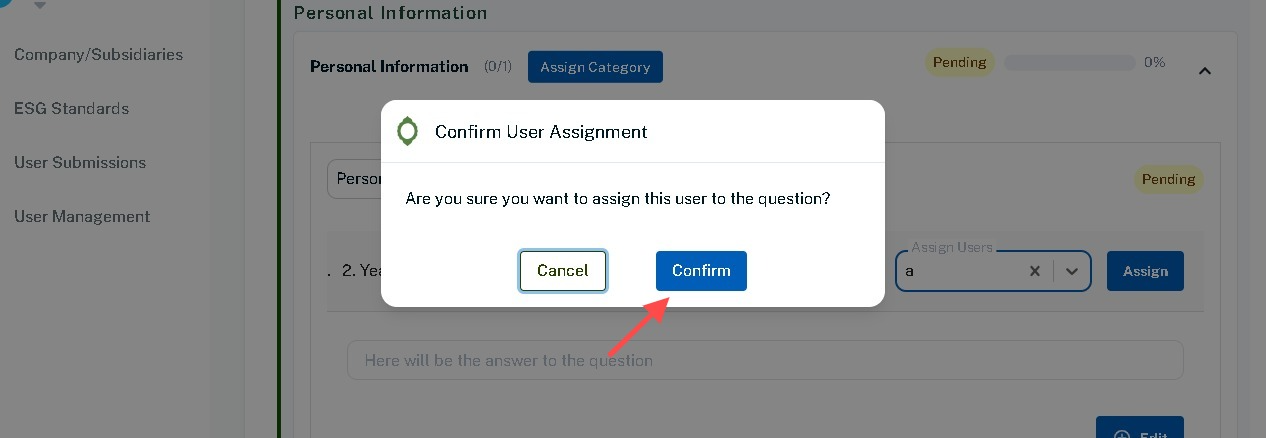 Personal Information
Company/Subsidiaries
Personal Information (0/1) Assign Category Pending 0%
ESG Standards
Confirm User Assignment
User Submissions
Pending
Are you sure you want to assign this user to the question?
User Management
Assign Users
2. Cancel Confirm a Assign
Here will be the answer to the question
Edit